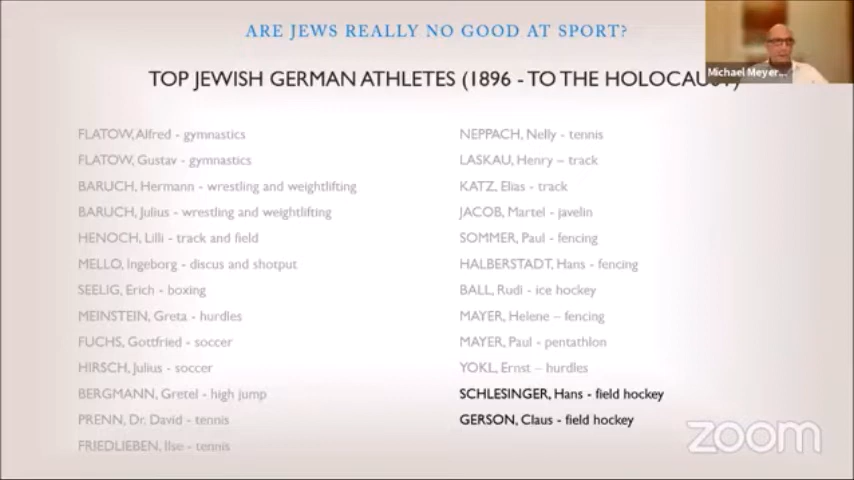 ARE JEWS REALLY NO GOOD AT SPORT?
TOP JEWISH GERMAN ATHLETES (1896 - TO THE HOLOCAUST)
Michael Meyer...
FLATOW, Alfred - gymnastics
FLATOW, Gustav - gymnastics
BARUCH, Hermann - wrestling and weightlifting
BARUCH, Julius - wrestling and weightlifting
HENOCH, Lilli - track and field
MELLO, Ingeborg - discus and shotput
SEELIG, Erich - boxing
MEINSTEIN, Greta - hurdles
FUCHS, Gottfried - soccer
HIRSCH, Julius - soccer
BERGMANN, Gretel - high jump
PRENN, Dr. David - tennis
FRIEDLIEBEN, Ilse - tennis
NEPPACH, Nelly - tennis
LASKAU, Henry – track
KATZ, Elias - track
JACOB, Martel - javelin
SOMMER, Paul - fencing
HALBERSTADT, Hans - fencing
BALL, Rudi - ice hockey
MAYER, Helene – fencing
MAYER, Paul - pentathlon
YOKL, Ernst – hurdles
SCHLESINGER, Hans - field hockey
GERSON, Claus - field hockey
zoom